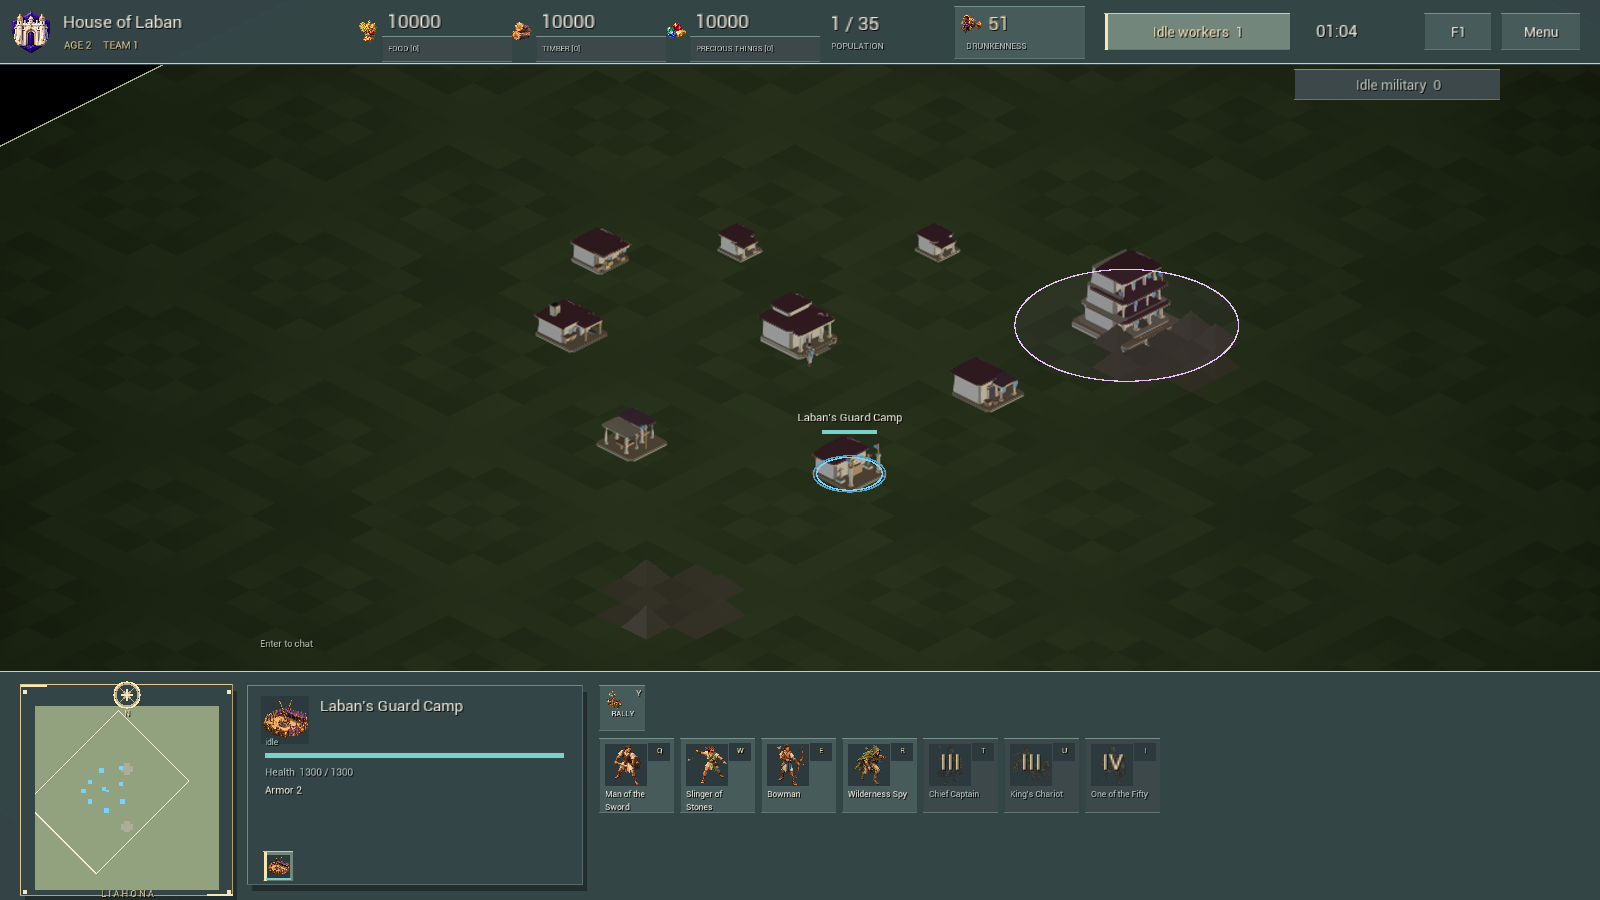 House of Laban
AGE 2 TEAM 1
10000
FOOD [0]
10000
TIMBER [0]
10000
PRECIOUS THINGS [0]
1 / 35
POPULATION
51
DRUNKENNESS
Idle workers 1
01:04
F1
Menu
Idle military 0
Laban's Guard Camp
Enter to chat
N
LIAHONA
Laban's Guard Camp
idle
Health 1300 / 1300
Armor 2
Y
RALLY
Q
Man of the
Sword
W
Slinger of
Stones
E
Bowman
R
Wilderness Spy
III
T
Chief Captain
III
U
King's Chariot
IV
I
One of the Fifty